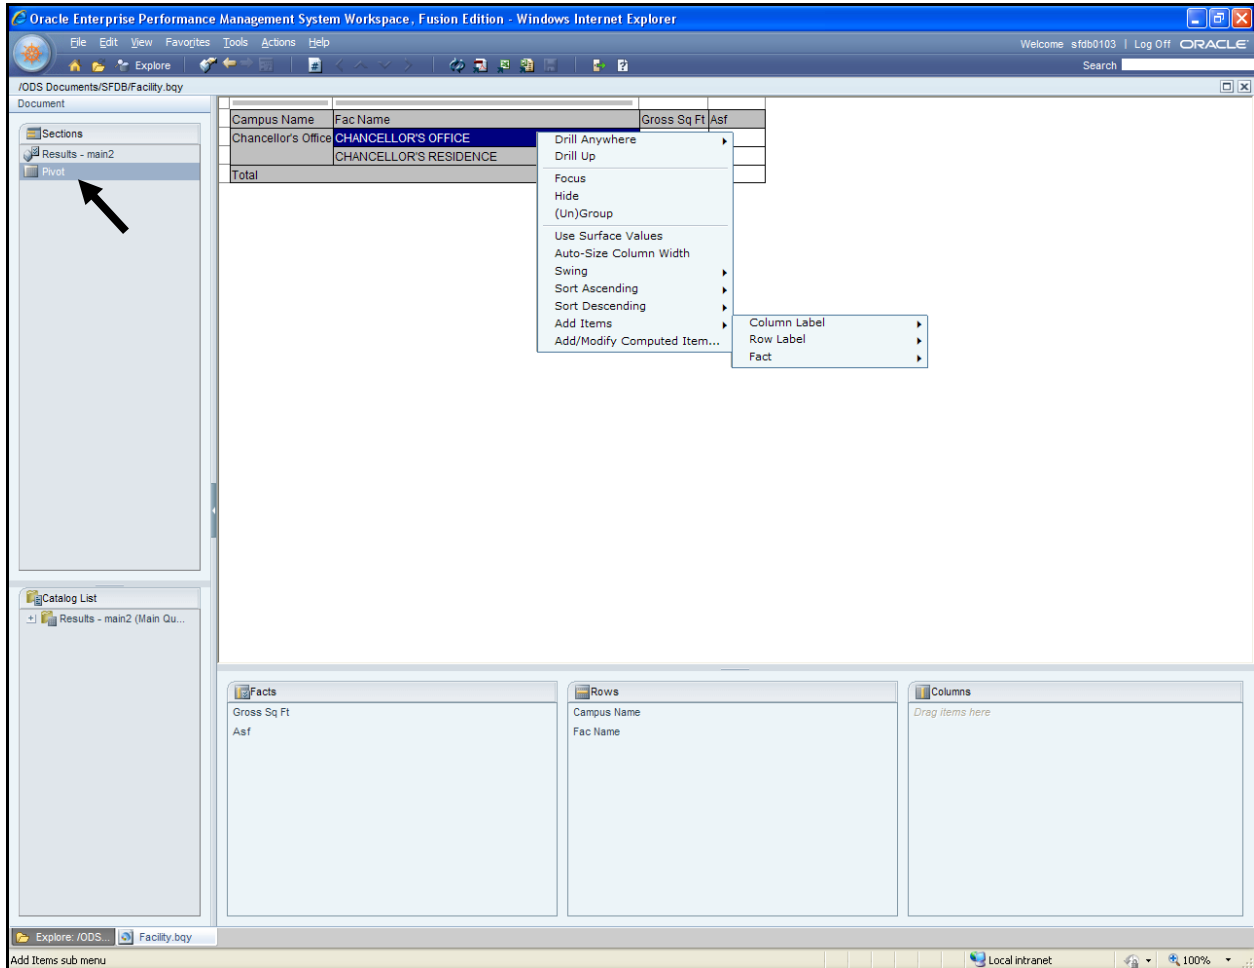 Oracle Enterprise Performance Management System Workspace, Fusion Edition - Windows Internet Explorer
File Edit View Favorites Tools Actions Help
Welcome sfdb0103 | Log Off ORACLE
Explore
Search
/ODS Documents/SFDB/Facility.bqy
Document
Sections
Results - main2
Pivot
Campus Name Fac Name Gross Sq Ft Asf
Chancellor's Office CHANCELLOR'S OFFICE
CHANCELLOR'S RESIDENCE
Total
Drill Anywhere
Drill Up
Focus
Hide
(Un)Group
Use Surface Values
Auto-Size Column Width
Swing
Sort Ascending
Sort Descending
Add Items
Add/Modify Computed Item...
Column Label
Row Label
Fact
Catalog List
Results - main2 (Main Qu...
Facts
Gross Sq Ft
Asf
Rows
Campus Name
Fac Name
Columns
Drag items here
Explore: /ODS... Facility.bqy
Add Items sub menu
Local intranet
100%